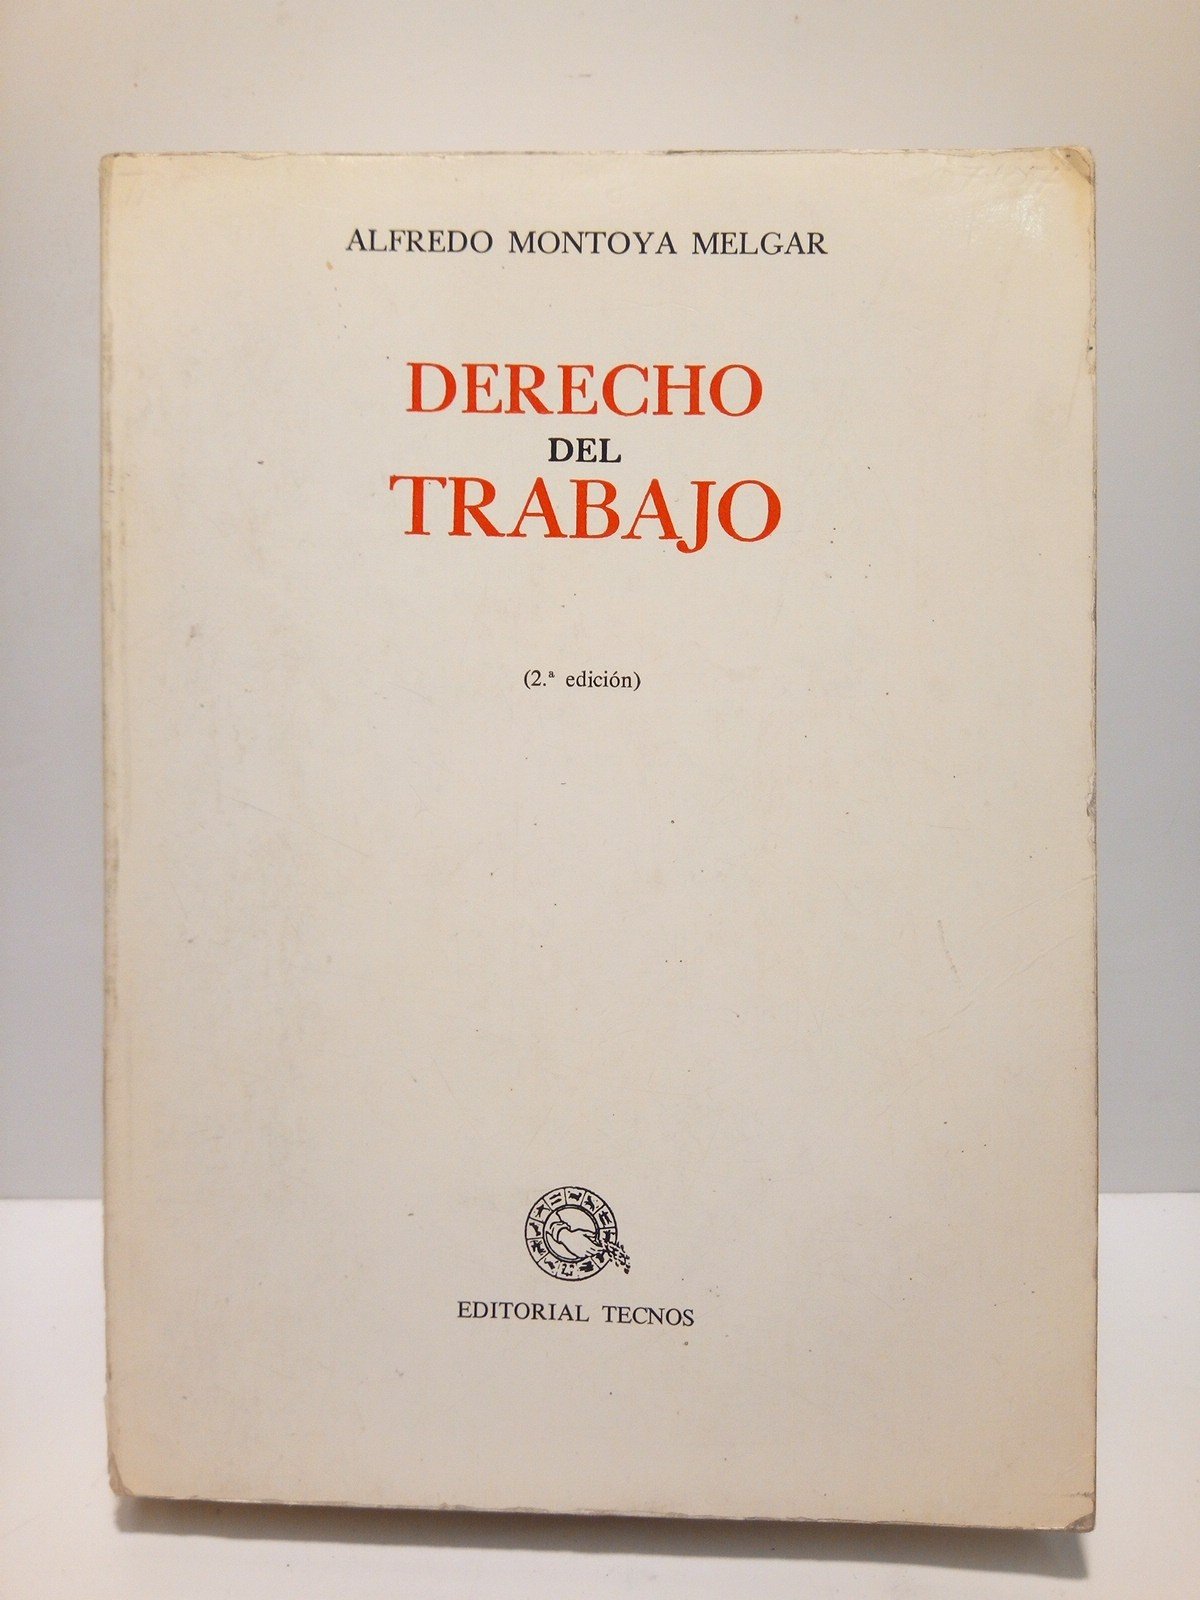 ALFREDO MONTOYA MELGAR
DERECHO
DEL
TRABAJO
(2.ª edición)
EDITORIAL TECNOS